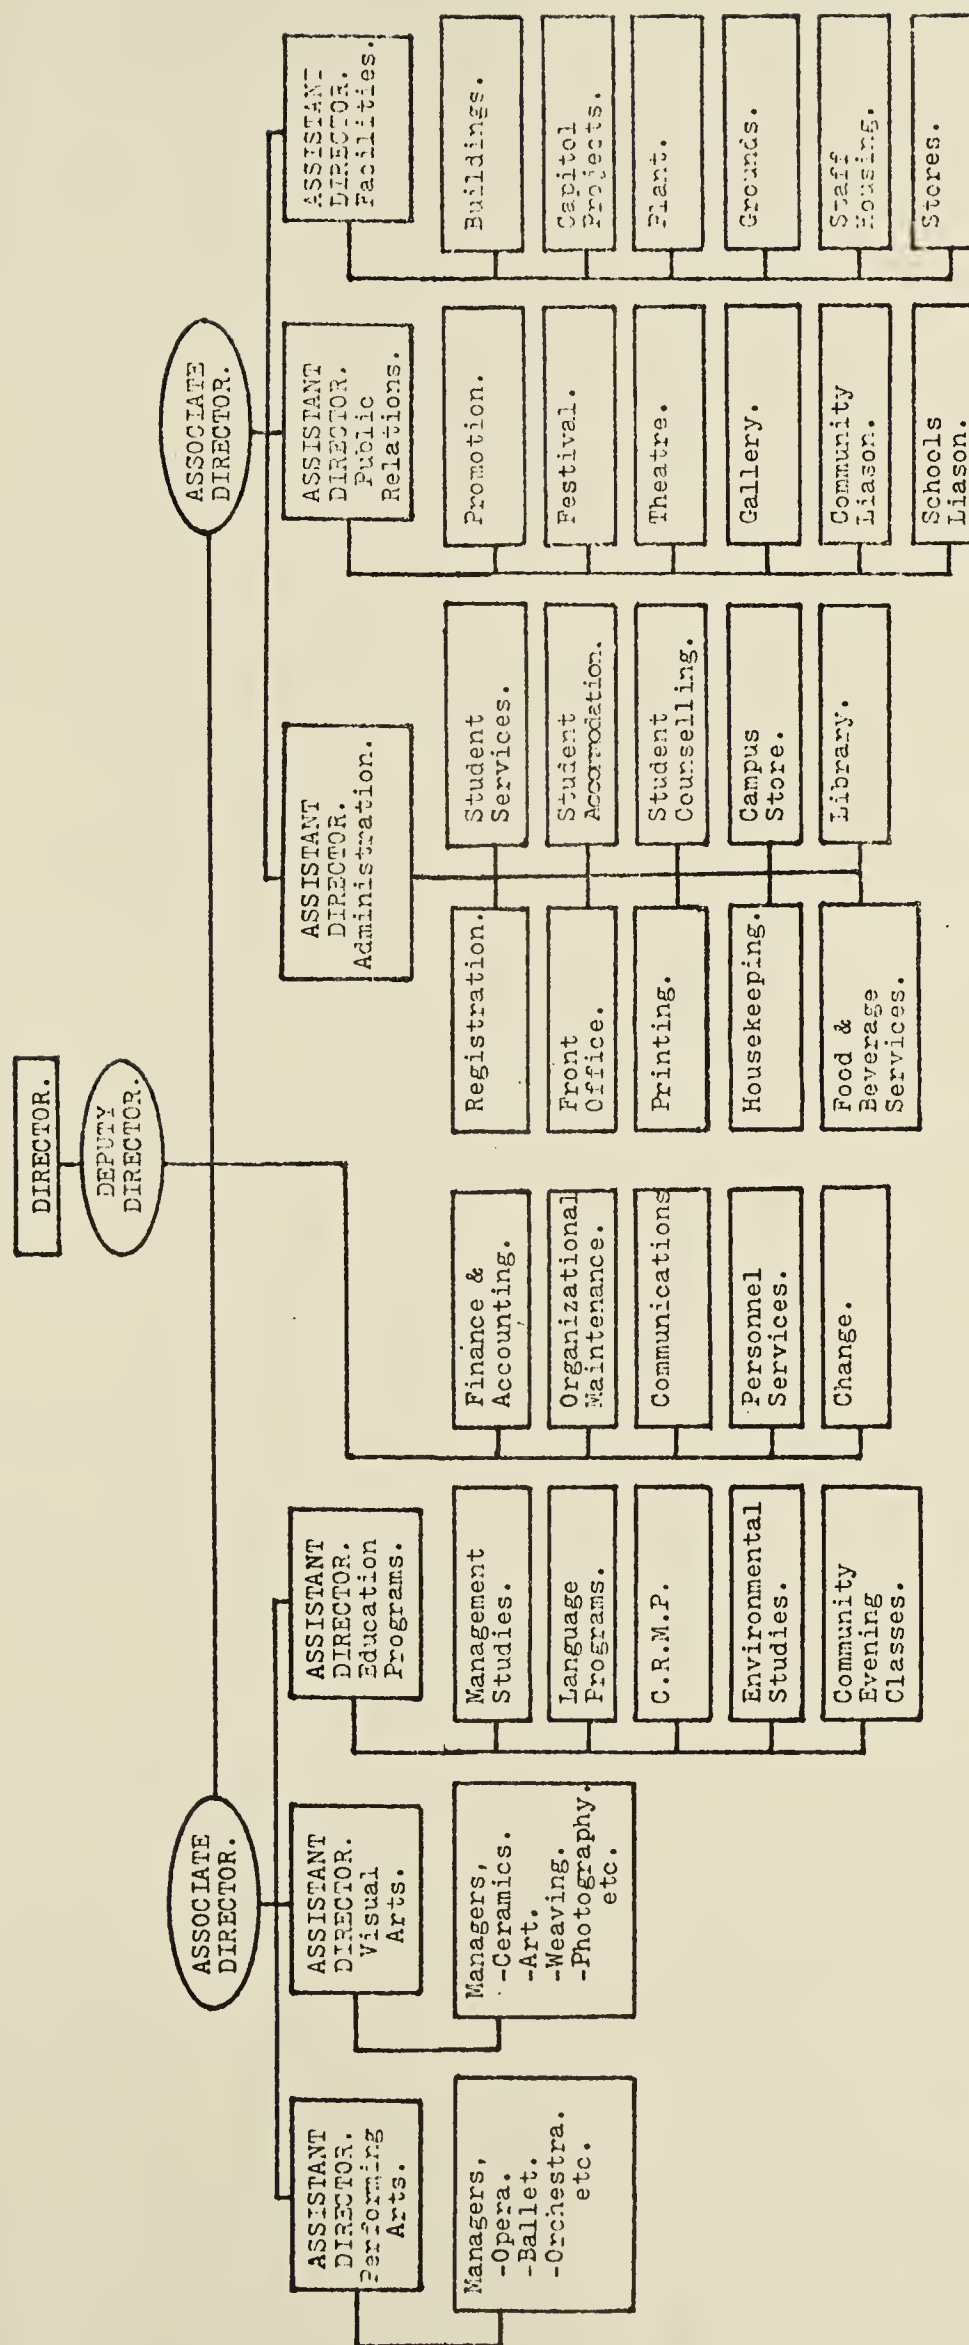 DIRECTOR.
DEPUTY
DIRECTOR.
ASSOCIATE
DIRECTOR.
ASSOCIATE
DIRECTOR.
ASSISTANT
DIRECTOR.
Performing
Arts.
Managers,
-Opera.
-Ballet.
-Orchestra.
etc.
ASSISTANT
DIRECTOR.
Visual
Arts.
Managers,
-Ceramics.
-Art.
-Weaving.
-Photography.
etc.
ASSISTANT
DIRECTOR.
Education
Programs.
Management
Studies.
Language
Programs.
C.R.M.P.
Environmental
Studies.
Community
Evening
Classes.
Finance &
Accounting.
Organizational
Maintenance.
Communications
Personnel
Services.
Change.
ASSISTANT
DIRECTOR.
Administration.
Registration.
Front
Office.
Printing.
Housekeeping.
Food &
Beverage
Services.
Student
Services.
Student
Accomodation.
Student
Counselling.
Campus
Store.
Library.
ASSISTANT
DIRECTOR.
Public
Relations.
Promotion.
Festival.
Theatre.
Gallery.
Community
Liason.
Schools
Liason.
ASSISTANT
DIRECTOR.
Facilities.
Buildings.
Capitol
Projects.
Plant.
Grounds.
Staff
Housing.
Stores.